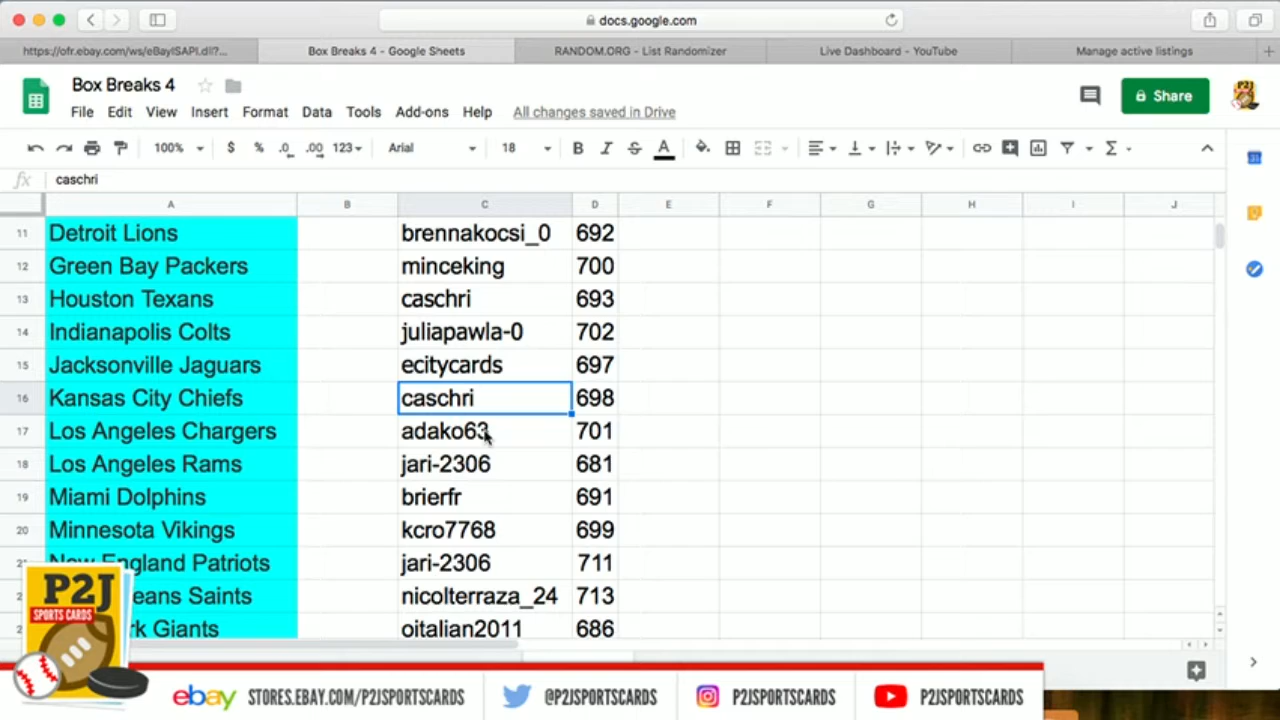 docs.google.com
https://ofr.ebay.com/ws/eBayISAPI.dll?...
Box Breaks 4 - Google Sheets
RANDOM.ORG - List Randomizer
Live Dashboard - YouTube
Manage active listings
Box Breaks 4
File Edit View Insert Format Data Tools Add-ons Help All changes saved in Drive
Share
100% $ % .0 .00 123 Arial 18 B I S A
fx caschri
A B C D E F G H I J
11 Detroit Lions brennakocsi_0 692
12 Green Bay Packers minceking 700
13 Houston Texans caschri 693
14 Indianapolis Colts juliapawla-0 702
15 Jacksonville Jaguars ecitycards 697
16 Kansas City Chiefs caschri 698
17 Los Angeles Chargers adako63 701
18 Los Angeles Rams jari-2306 681
19 Miami Dolphins brierfr 691
20 Minnesota Vikings kcro7768 699
New England Patriots jari-2306 711
eans Saints nicolterraza_24 713
rk Giants oitalian2011 686
P2J
SPORTS CARDS
ebay STORES.EBAY.COM/P2JSPORTSCARDS
@P2JSPORTSCARDS
P2JSPORTSCARDS
P2JSPORTSCARDS